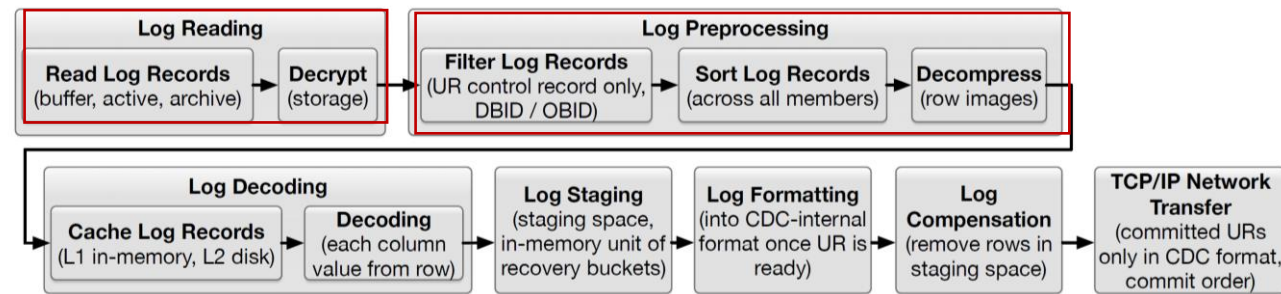 Log Reading
Read Log Records
(buffer, active, archive)
Decrypt
(storage)
Log Preprocessing
Filter Log Records
(UR control record only,
DBID / OBID)
Sort Log Records
(across all members)
Decompress
(row images)
Log Decoding
Cache Log Records
(L1 in-memory, L2 disk)
Decoding
(each column
value from row)
Log Staging
(staging space,
in-memory unit of
recovery buckets)
Log Formatting
(into CDC-internal
format once UR is
ready)
Log
Compensation
(remove rows in
staging space)
TCP/IP Network
Transfer
(committed URs
only in CDC format,
commit order)